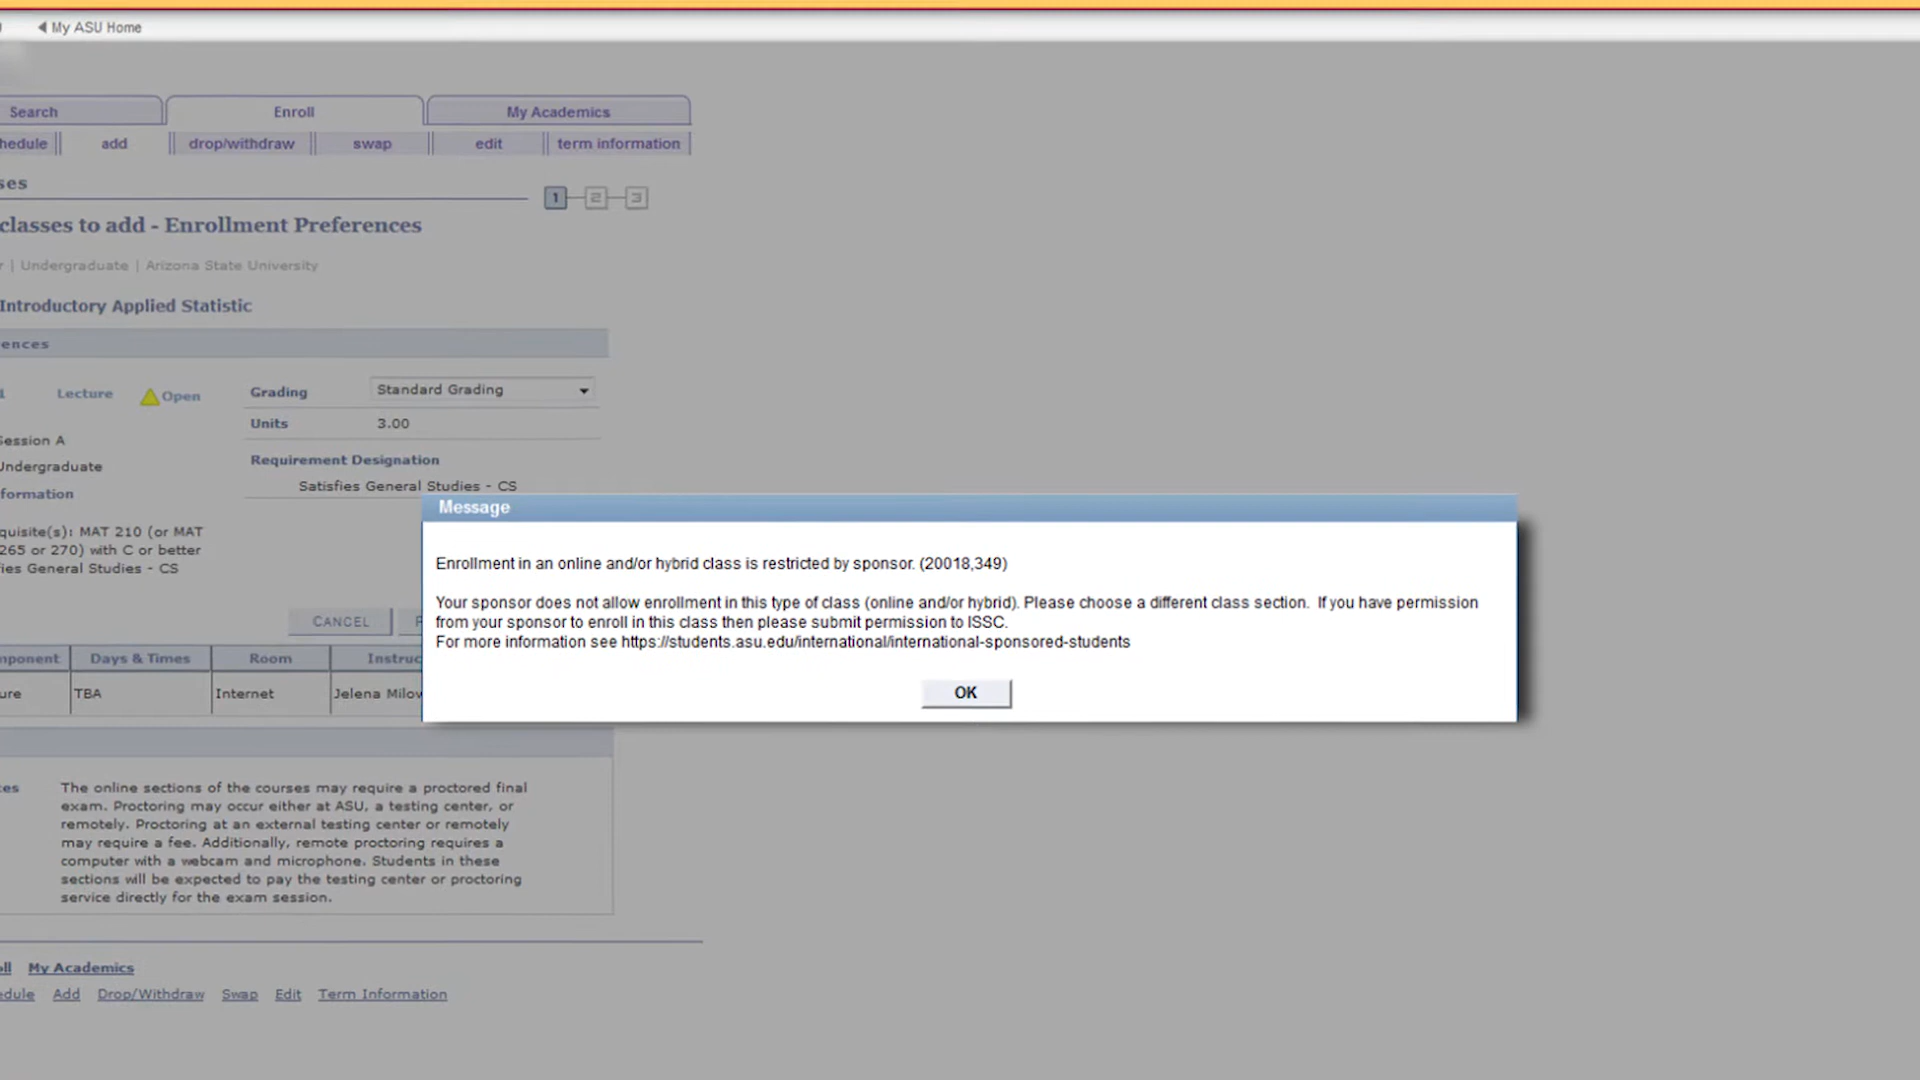 My ASU Home
Search Enroll My Academics
add drop/withdraw swap edit term information
1 2 3
classes to add - Enrollment Preferences
| Undergraduate | Arizona State University
Introductory Applied Statistic
Lecture Open Grading Standard Grading
Units 3.00
Session A
Undergraduate
Requirement Designation
Satisfies General Studies - CS
MAT 210 (or MAT
265 or 270) with C or better
General Studies - CS
Message
Enrollment in an online and/or hybrid class is restricted by sponsor. (20018,349)
Your sponsor does not allow enrollment in this type of class (online and/or hybrid). Please choose a different class section. If you have permission
from your sponsor to enroll in this class then please submit permission to ISSC.
For more information see https://students.asu.edu/international/international-sponsored-students
OK
CANCEL
Days & Times Room
TBA Internet Jelena
The online sections of the courses may require a proctored final
exam. Proctoring may occur either at ASU, a testing center, or
remotely. Proctoring at an external testing center or remotely
may require a fee. Additionally, remote proctoring requires a
computer with a webcam and microphone. Students in these
sections will be expected to pay the testing center or proctoring
service directly for the exam session.
My Academics
Add Drop/Withdraw Swap Edit Term Information